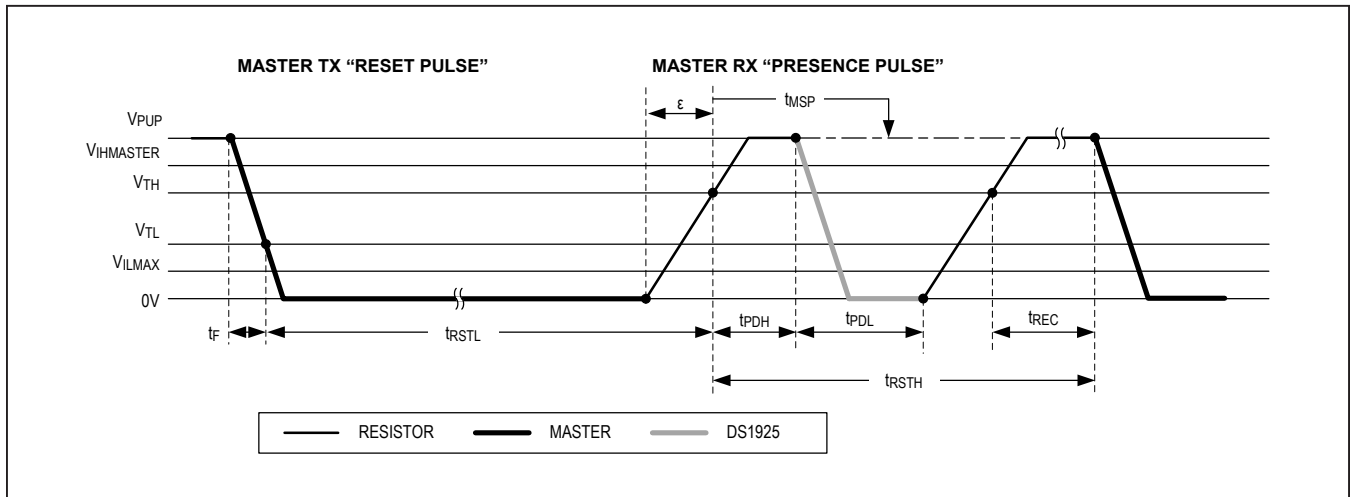 MASTER TX “RESET PULSE”
MASTER RX “PRESENCE PULSE”
ε
tMSP
VPUP
VIHMASTER
VTH
VTL
VILMAX
0V
tF
tRSTL
tPDH
tPDL
tREC
tRSTH
RESISTOR
MASTER
DS1925